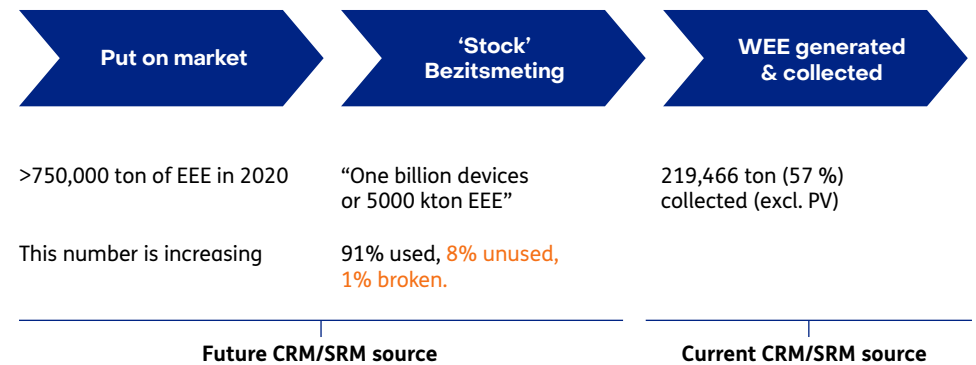 Put on market
‘Stock’
Bezitsmeting
WEE generated
& collected
>750,000 ton of EEE in 2020
This number is increasing
“One billion devices
or 5000 kton EEE”
91% used, 8% unused,
1% broken.
219,466 ton (57 %)
collected (excl. PV)
Future CRM/SRM source
Current CRM/SRM source